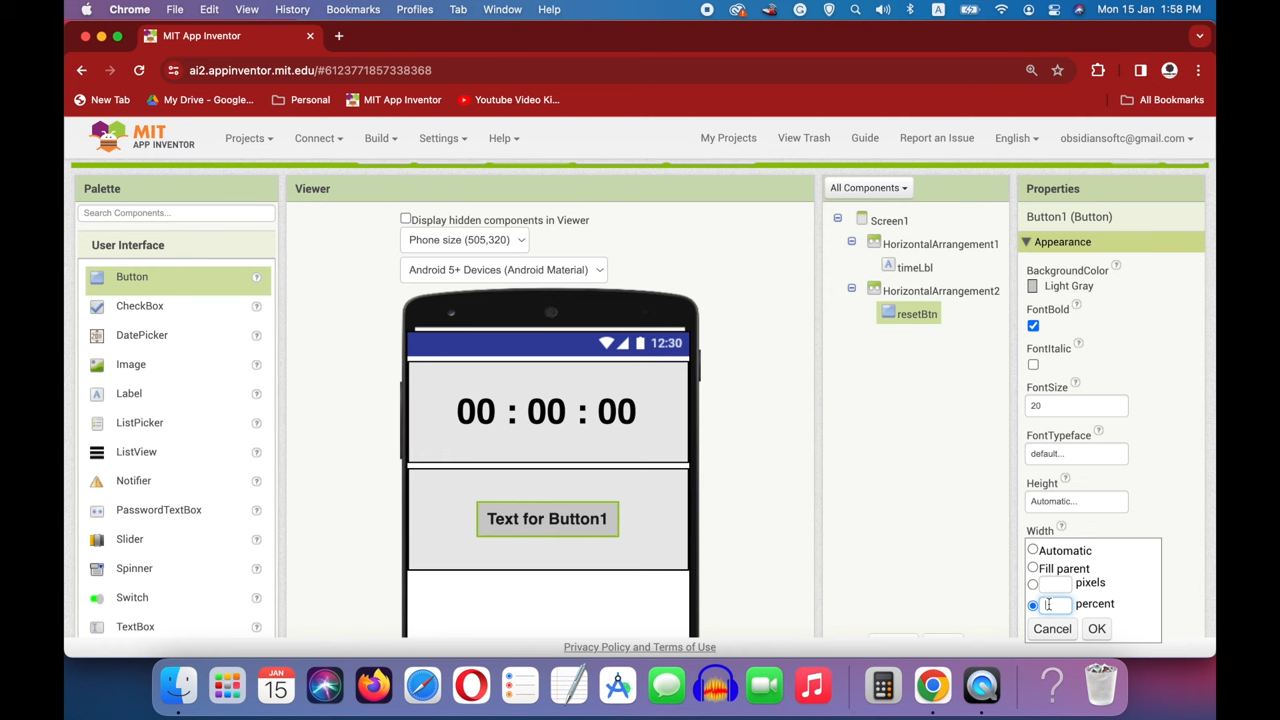 Chrome File Edit View History Bookmarks Profiles Tab Window Help A Mon 15 Jan 1:58 PM
MIT App Inventor
ai2.appinventor.mit.edu/#6123771857338368
New Tab My Drive - Google... Personal MIT App Inventor Youtube Video Ki... All Bookmarks
MIT
APP INVENTOR
Projects Connect Build Settings Help My Projects View Trash Guide Report an Issue English obsidiansoftc@gmail.com
Palette Viewer All Components Properties
Search Components...
Display hidden components in Viewer
Screen1
Button1 (Button)
User Interface
Phone size (505,320)
HorizontalArrangement1
Appearance
Button
Android 5+ Devices (Android Material)
timeLbl
BackgroundColor
Light Gray
CheckBox
HorizontalArrangement2
FontBold
resetBtn
DatePicker
12:30
FontItalic
Image
FontSize
20
Label
00 : 00 : 00
ListPicker
FontTypeface
default...
ListView
Notifier
Height
Automatic...
PasswordTextBox
Text for Button1
Width
Slider
Automatic
Spinner
Fill parent
pixels
Switch
percent
TextBox
Cancel OK
Privacy Policy and Terms of Use
JAN
15